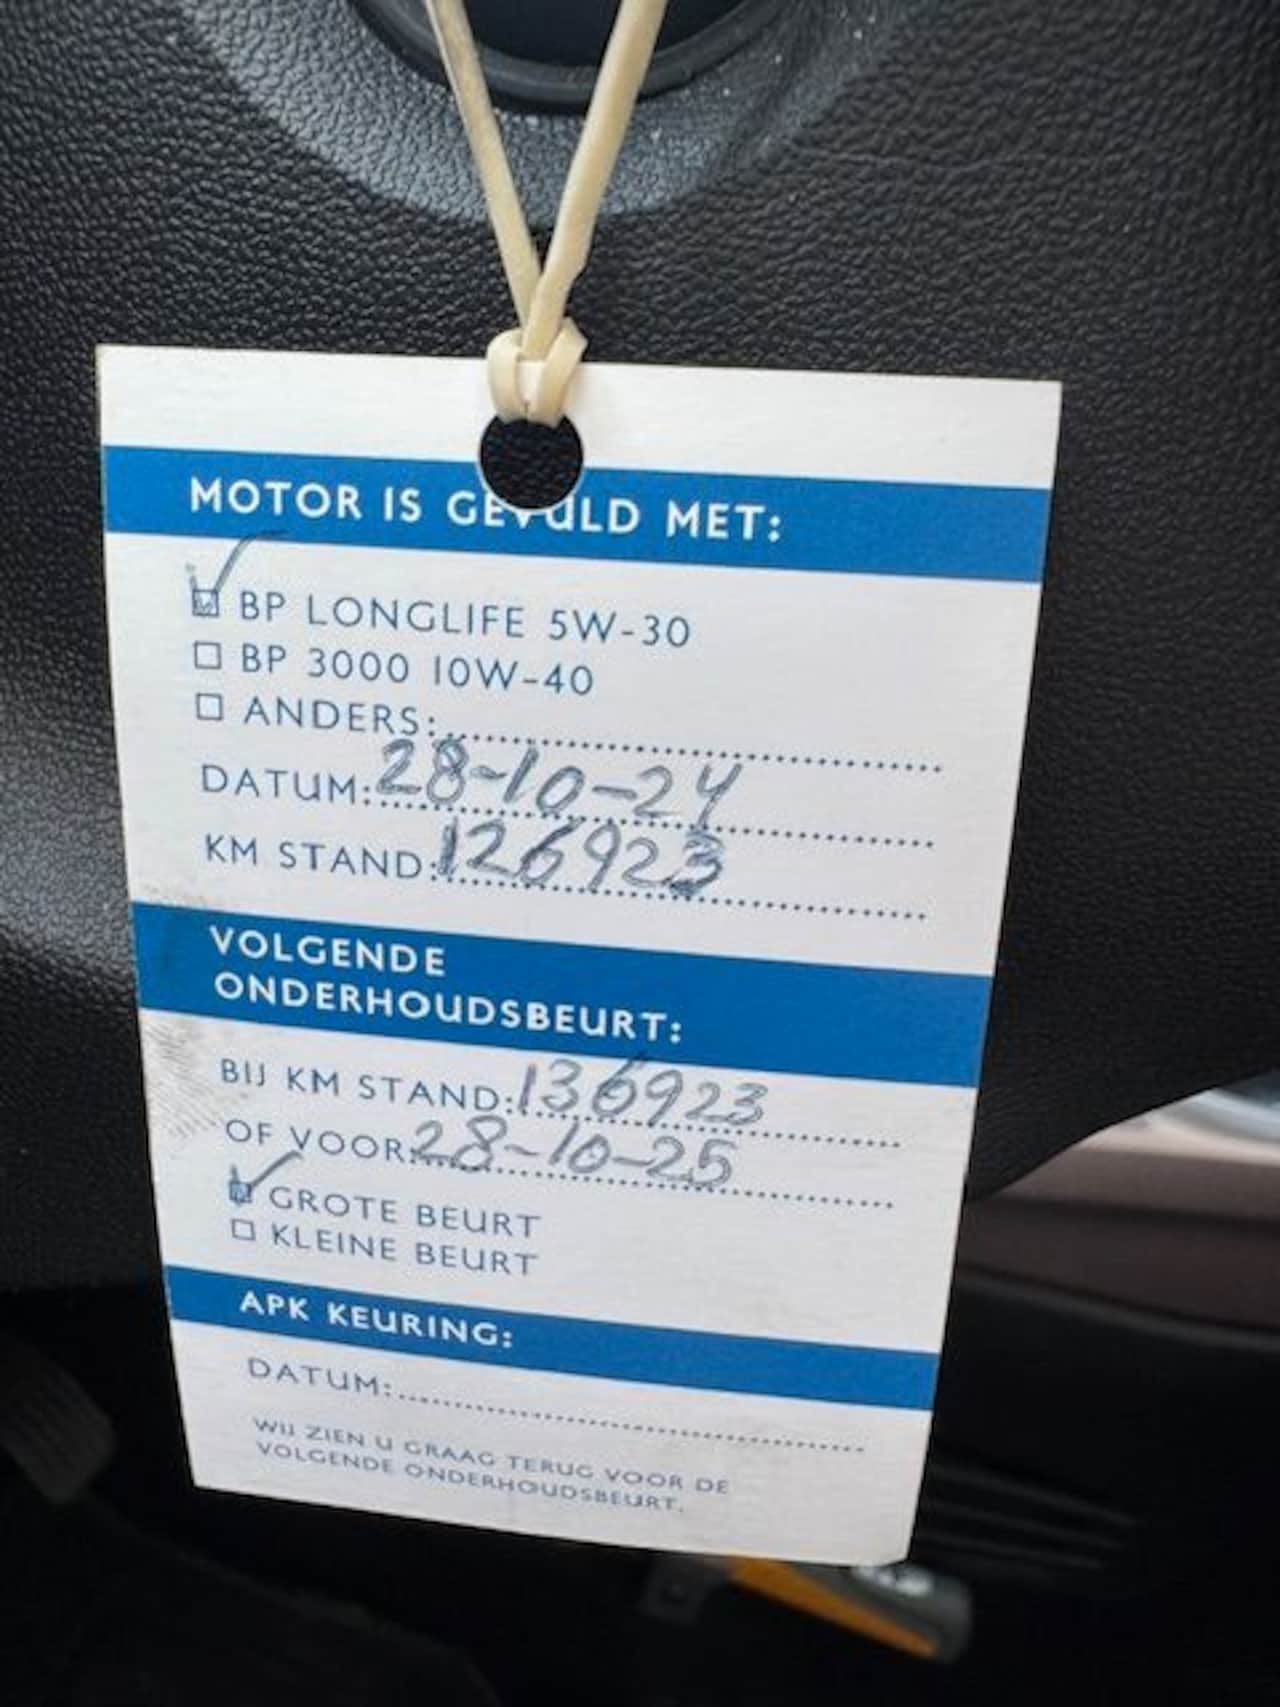 MOTOR IS GEVULD MET:
BP LONGLIFE 5W-30
BP 3000 10W-40
ANDERS:
DATUM: 28-10-24
KM STAND: 126923
VOLGENDE
ONDERHOUDSBEURT:
BIJ KM STAND: 136923
OF VOOR: 28-10-25
GROTE BEURT
KLEINE BEURT
APK KEURING:
DATUM:
WIJ ZIEN U GRAAG TERUG VOOR DE
VOLGENDE ONDERHOUDSBEURT.